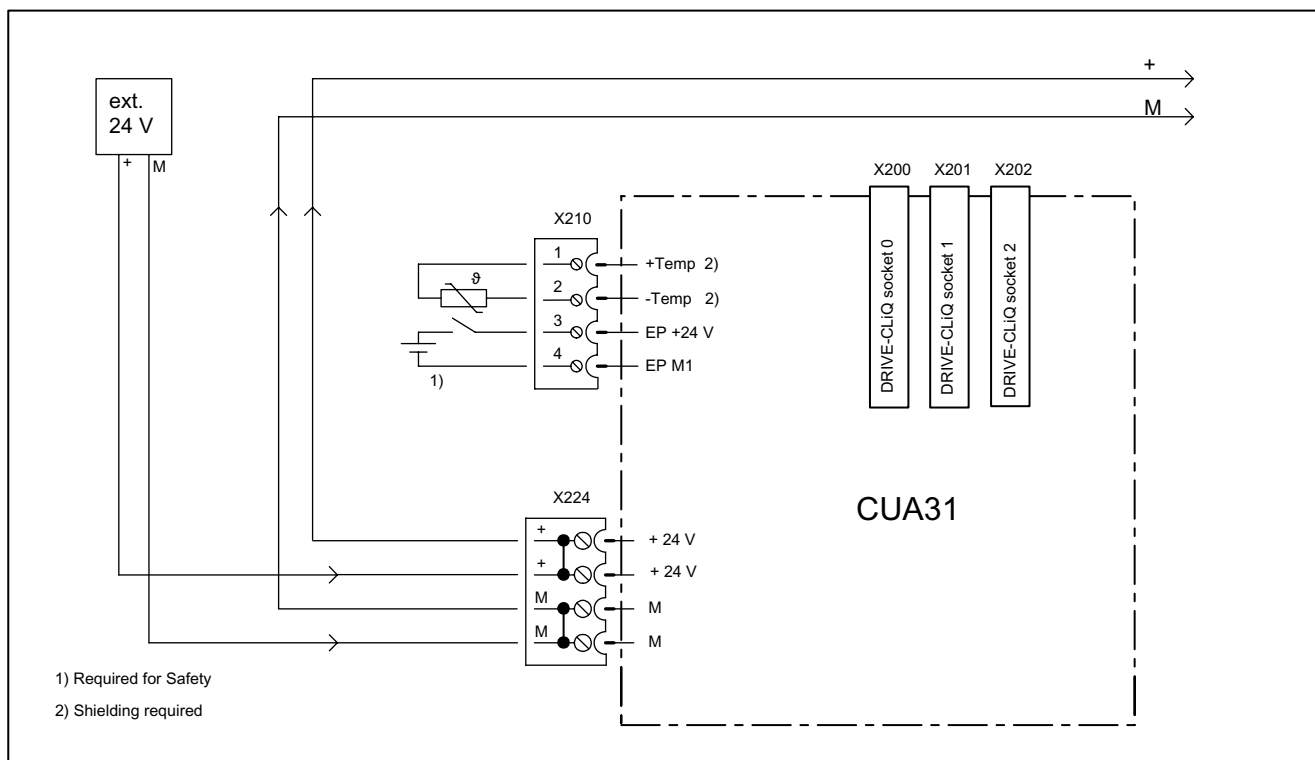 +
M
ext.
24 V
+ M
X200 X201 X202
DRIVE-CLiQ socket 0
DRIVE-CLiQ socket 1
DRIVE-CLiQ socket 2
X210
1 +Temp 2)
ϑ
2 -Temp 2)
3 EP +24 V
4 EP M1
1)
CUA31
X224
+ + 24 V
+ + 24 V
M M
M M
1) Required for Safety
2) Shielding required